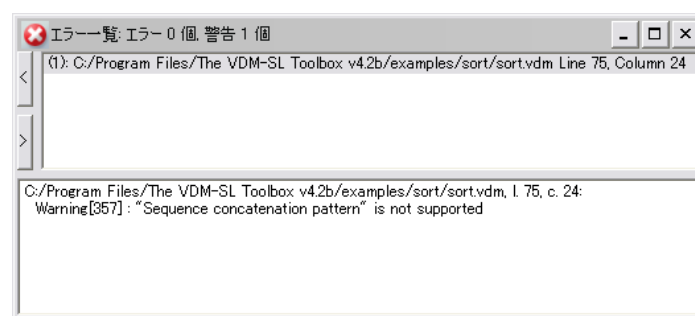 エラー一覧: エラー 0 個, 警告 1 個
(1): C:/Program Files/The VDM-SL Toolbox v4.2b/examples/sort/sort.vdm Line 75, Column 24
<
>
C:/Program Files/The VDM-SL Toolbox v4.2b/examples/sort/sort.vdm, l. 75, c. 24:
Warning[357] : "Sequence concatenation pattern" is not supported